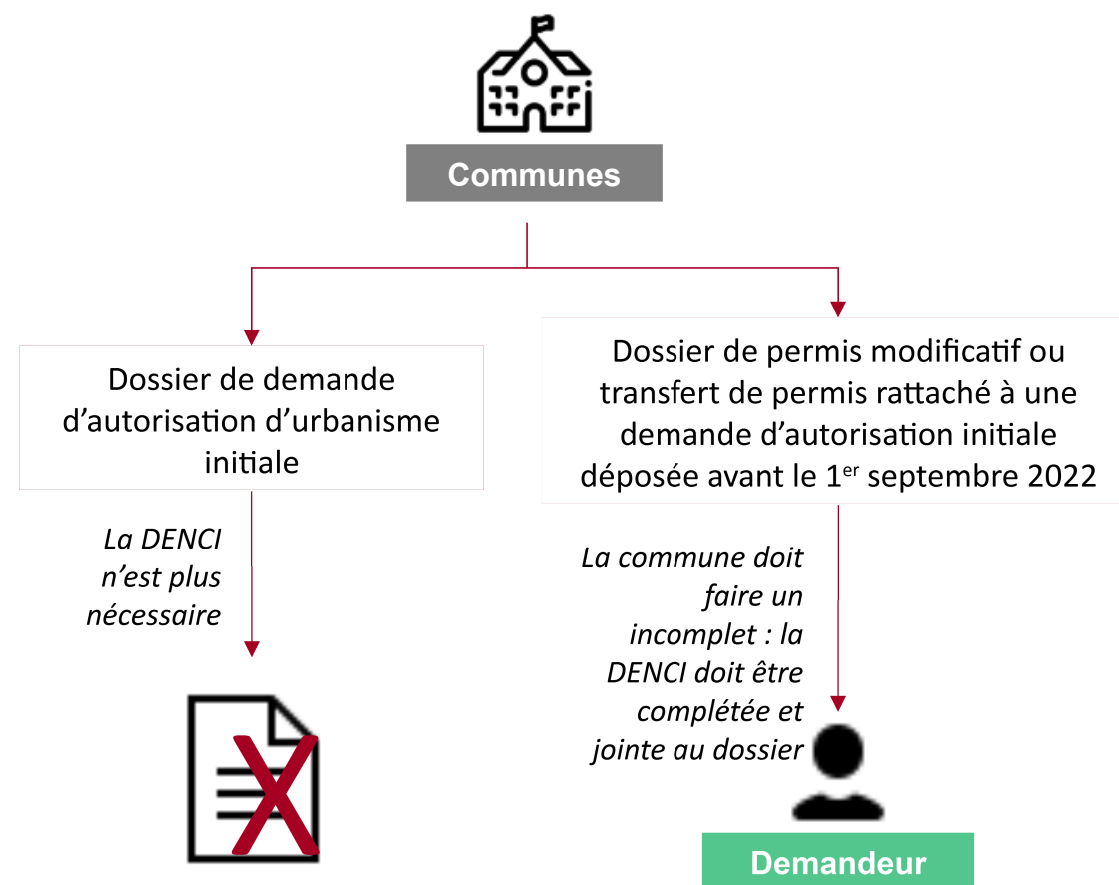 Communes
Dossier de demande
d’autorisation d’urbanisme
initiale
Dossier de permis modificatif ou
transfert de permis rattaché à une
demande d’autorisation initiale
déposée avant le 1er septembre 2022
La DENCI
n’est plus
nécessaire
La commune doit
faire un
incomplet : la
DENCI doit être
complétée et
jointe au dossier
Demandeur